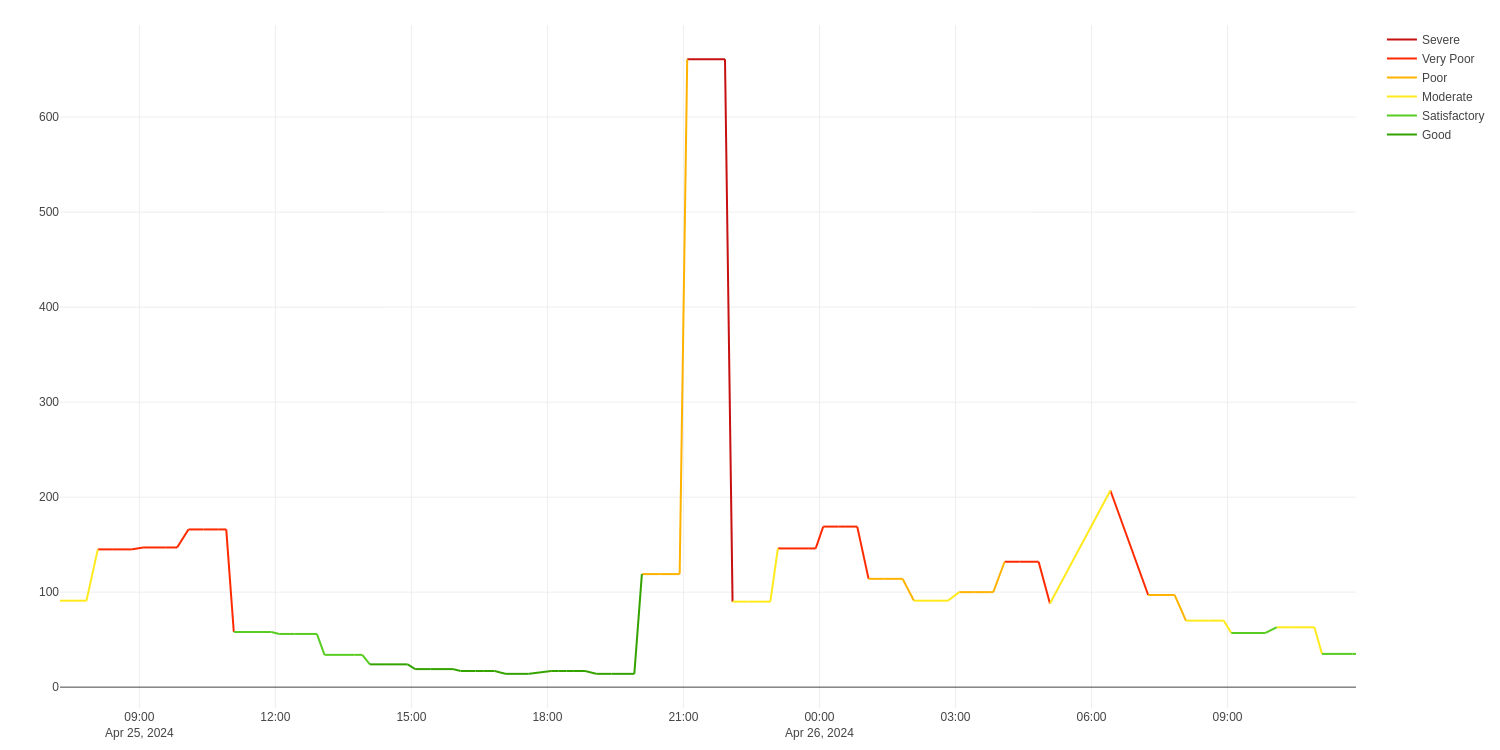 600
500
400
300
200
100
0
09:00
Apr 25, 2024
12:00
15:00
18:00
21:00
00:00
Apr 26, 2024
03:00
06:00
09:00
Severe
Very Poor
Poor
Moderate
Satisfactory
Good